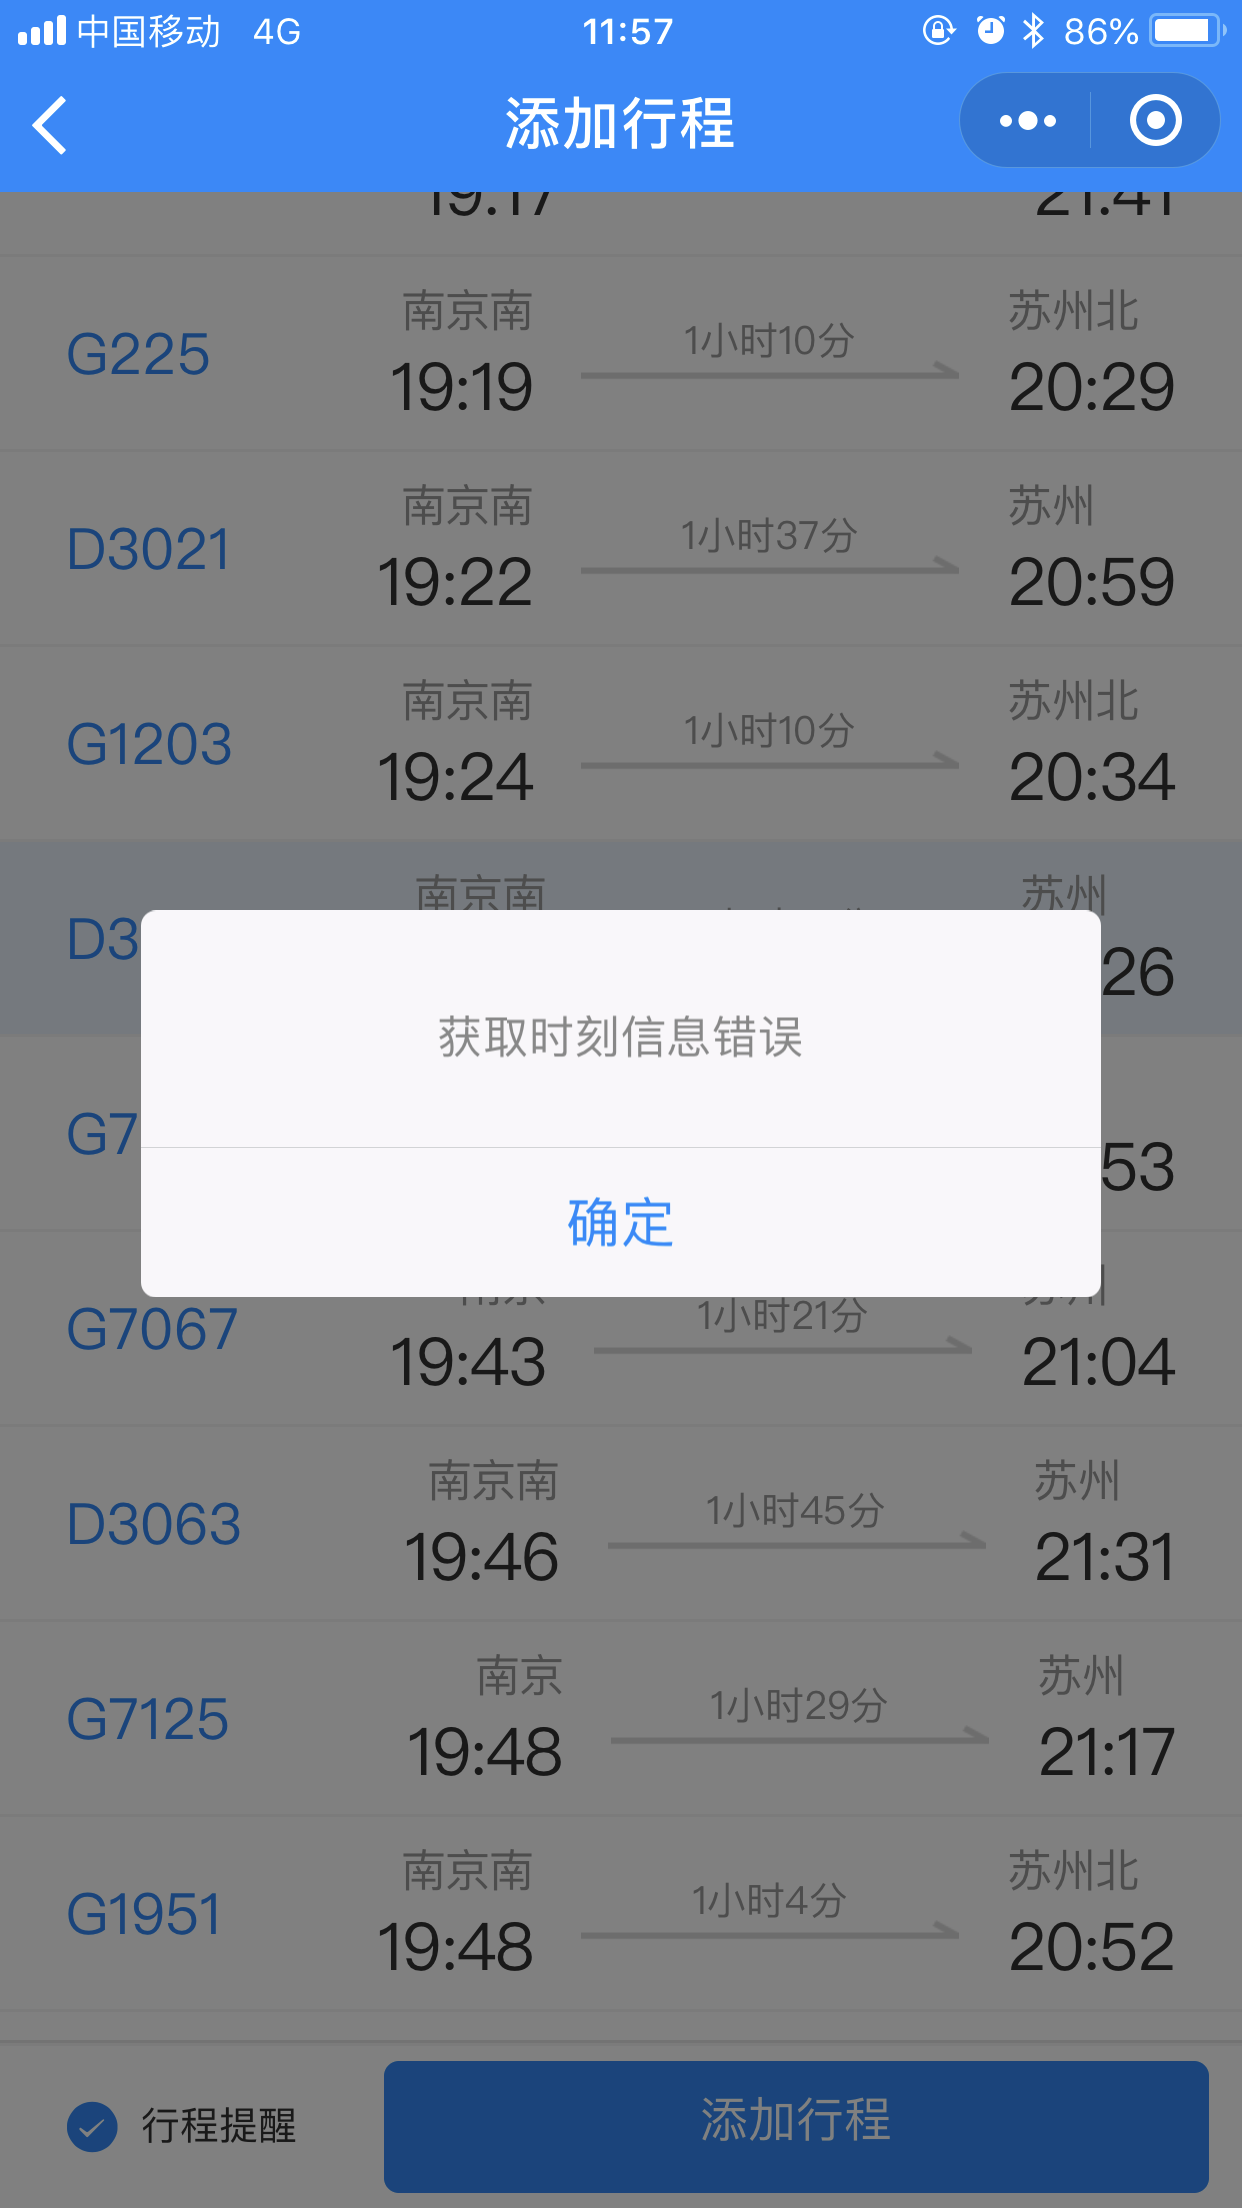 中国移动 4G 11:57 86%
添加行程
19:17 21:41
南京南 苏州北
G225 1小时10分
19:19 20:29
南京南 苏州
D3021 1小时37分
19:22 20:59
南京南 苏州北
G1203 1小时10分
19:24 20:34
南京南 苏州
D3 26
获取时刻信息错误
G7 53
确定
苏州
G7067 1小时21分
19:43 21:04
南京南 苏州
D3063 1小时45分
19:46 21:31
南京 苏州
G7125 1小时29分
19:48 21:17
南京南 苏州北
G1951 1小时4分
19:48 20:52
行程提醒 添加行程